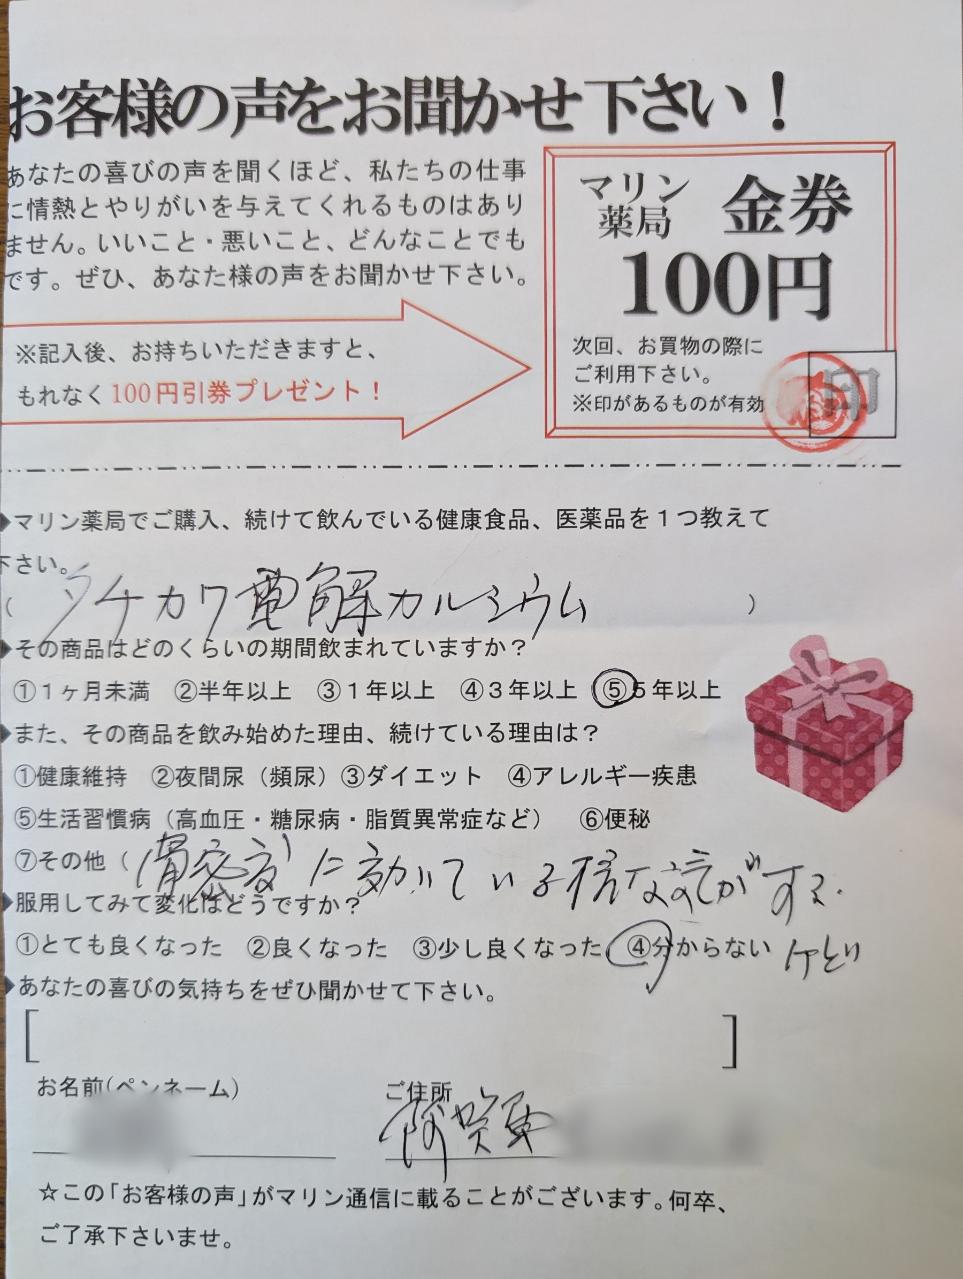 お客様の声をお聞かせ下さい！
あなたの喜びの声を聞くほど、私たちの仕事
に情熱とやりがいを与えてくれるものはあり
ません。いいこと・悪いこと、どんなことでも
です。ぜひ、あなた様の声をお聞かせ下さい。
※記入後、お持ちいただきますと、
もれなく100円引券プレゼント！
マリン薬局 金券
100円
次回、お買物の際に
ご利用下さい。
※印があるものが有効
印
◆マリン薬局でご購入、続けて飲んでいる健康食品、医薬品を１つ教えて
下さい。
（ ワチカワ電解カルシウム ）
◆その商品はどのくらいの期間飲まれていますか？
①１ヶ月未満 ②半年以上 ③１年以上 ④３年以上 ⑤５年以上
◆また、その商品を飲み始めた理由、続けている理由は？
①健康維持 ②夜間尿（頻尿）③ダイエット ④アレルギー疾患
⑤生活習慣病（高血圧・糖尿病・脂質異常症など） ⑥便秘
⑦その他（骨密度に効いている様な気がする.
◆服用してみて変化はどうですか？
①とても良くなった ②良くなった ③少し良くなった ④分からない
◆あなたの喜びの気持ちをぜひ聞かせて下さい。
[ ]
お名前(ペンネーム)
ご住所
阿賀野
☆この「お客様の声」がマリン通信に載ることがございます。何卒、
ご了承下さいませ。